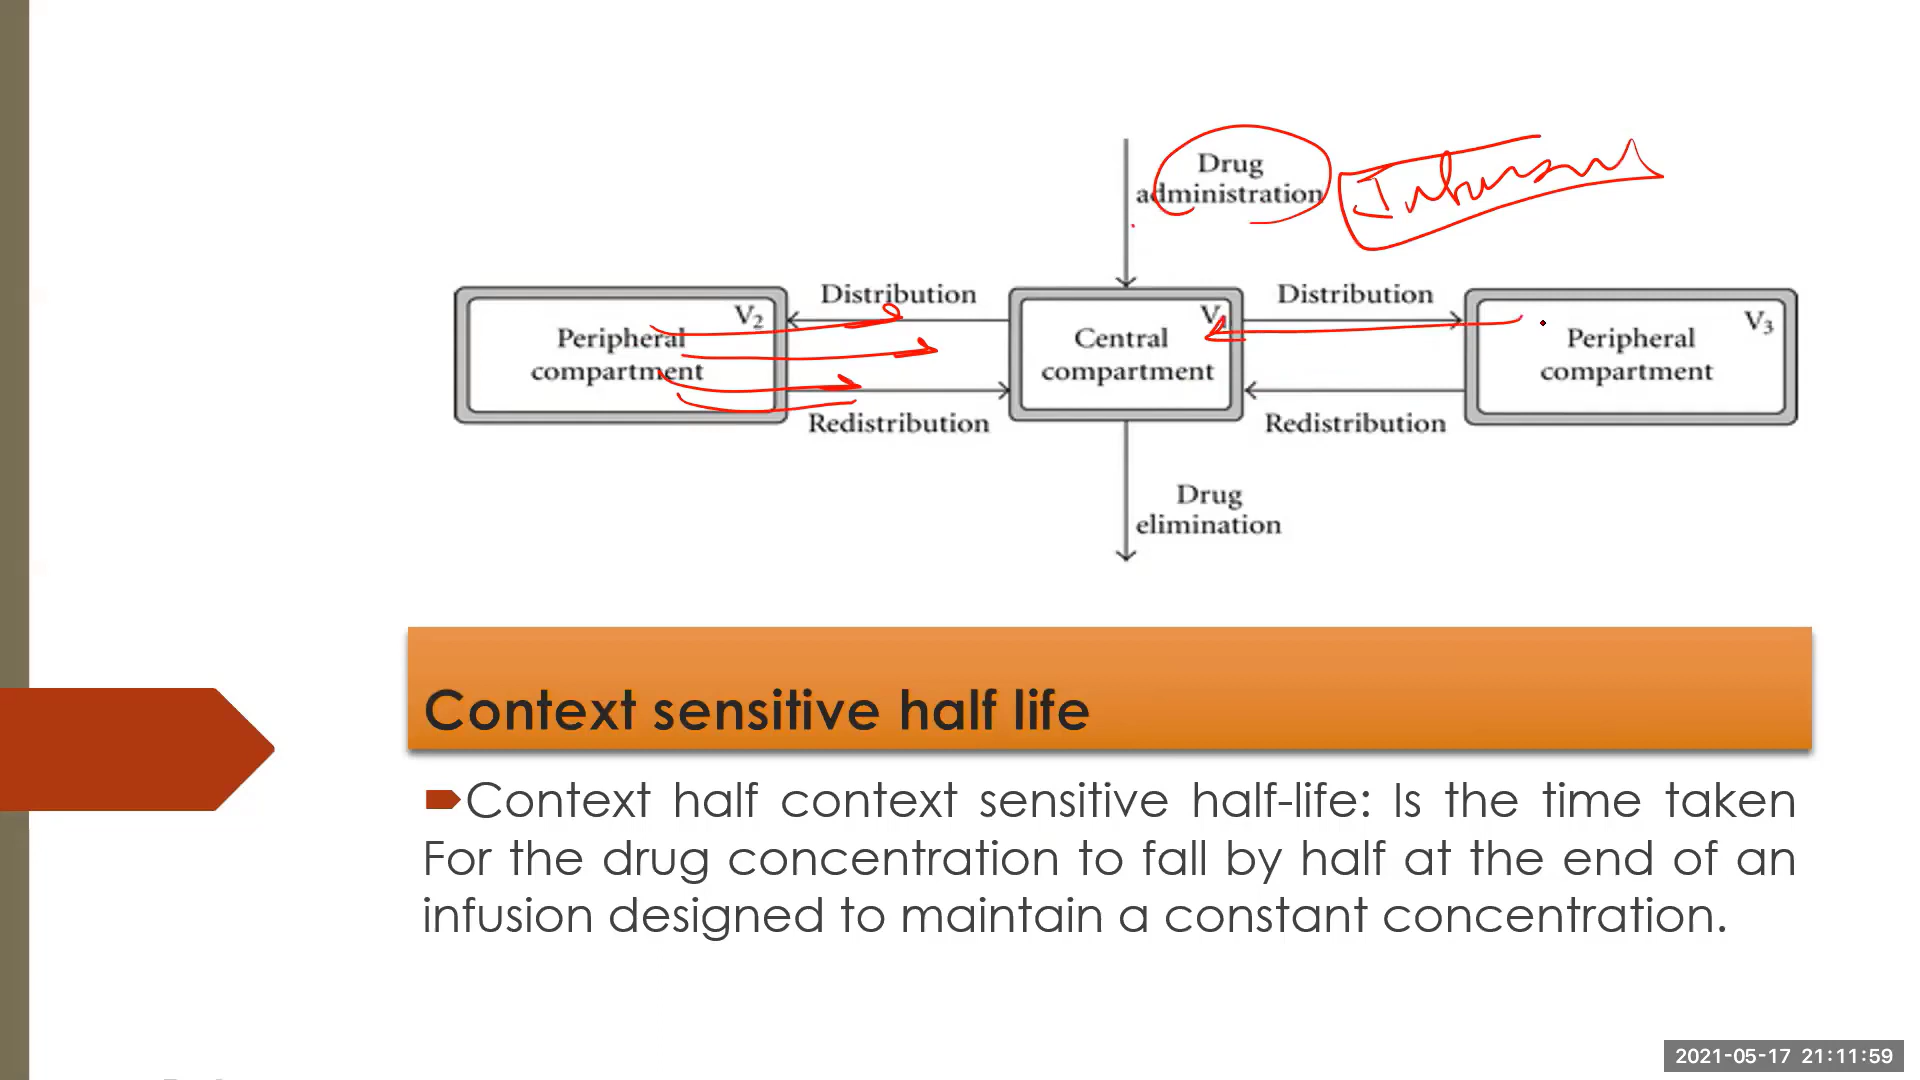 Drug
administration
Distribution
Distribution
V₂
Peripheral
compartment
Central
compartment
V₃
Peripheral
compartment
Redistribution
Redistribution
Drug
elimination
Context sensitive half life
Context half context sensitive half-life: Is the time taken
For the drug concentration to fall by half at the end of an
infusion designed to maintain a constant concentration.
2021-05-17 21:11:59